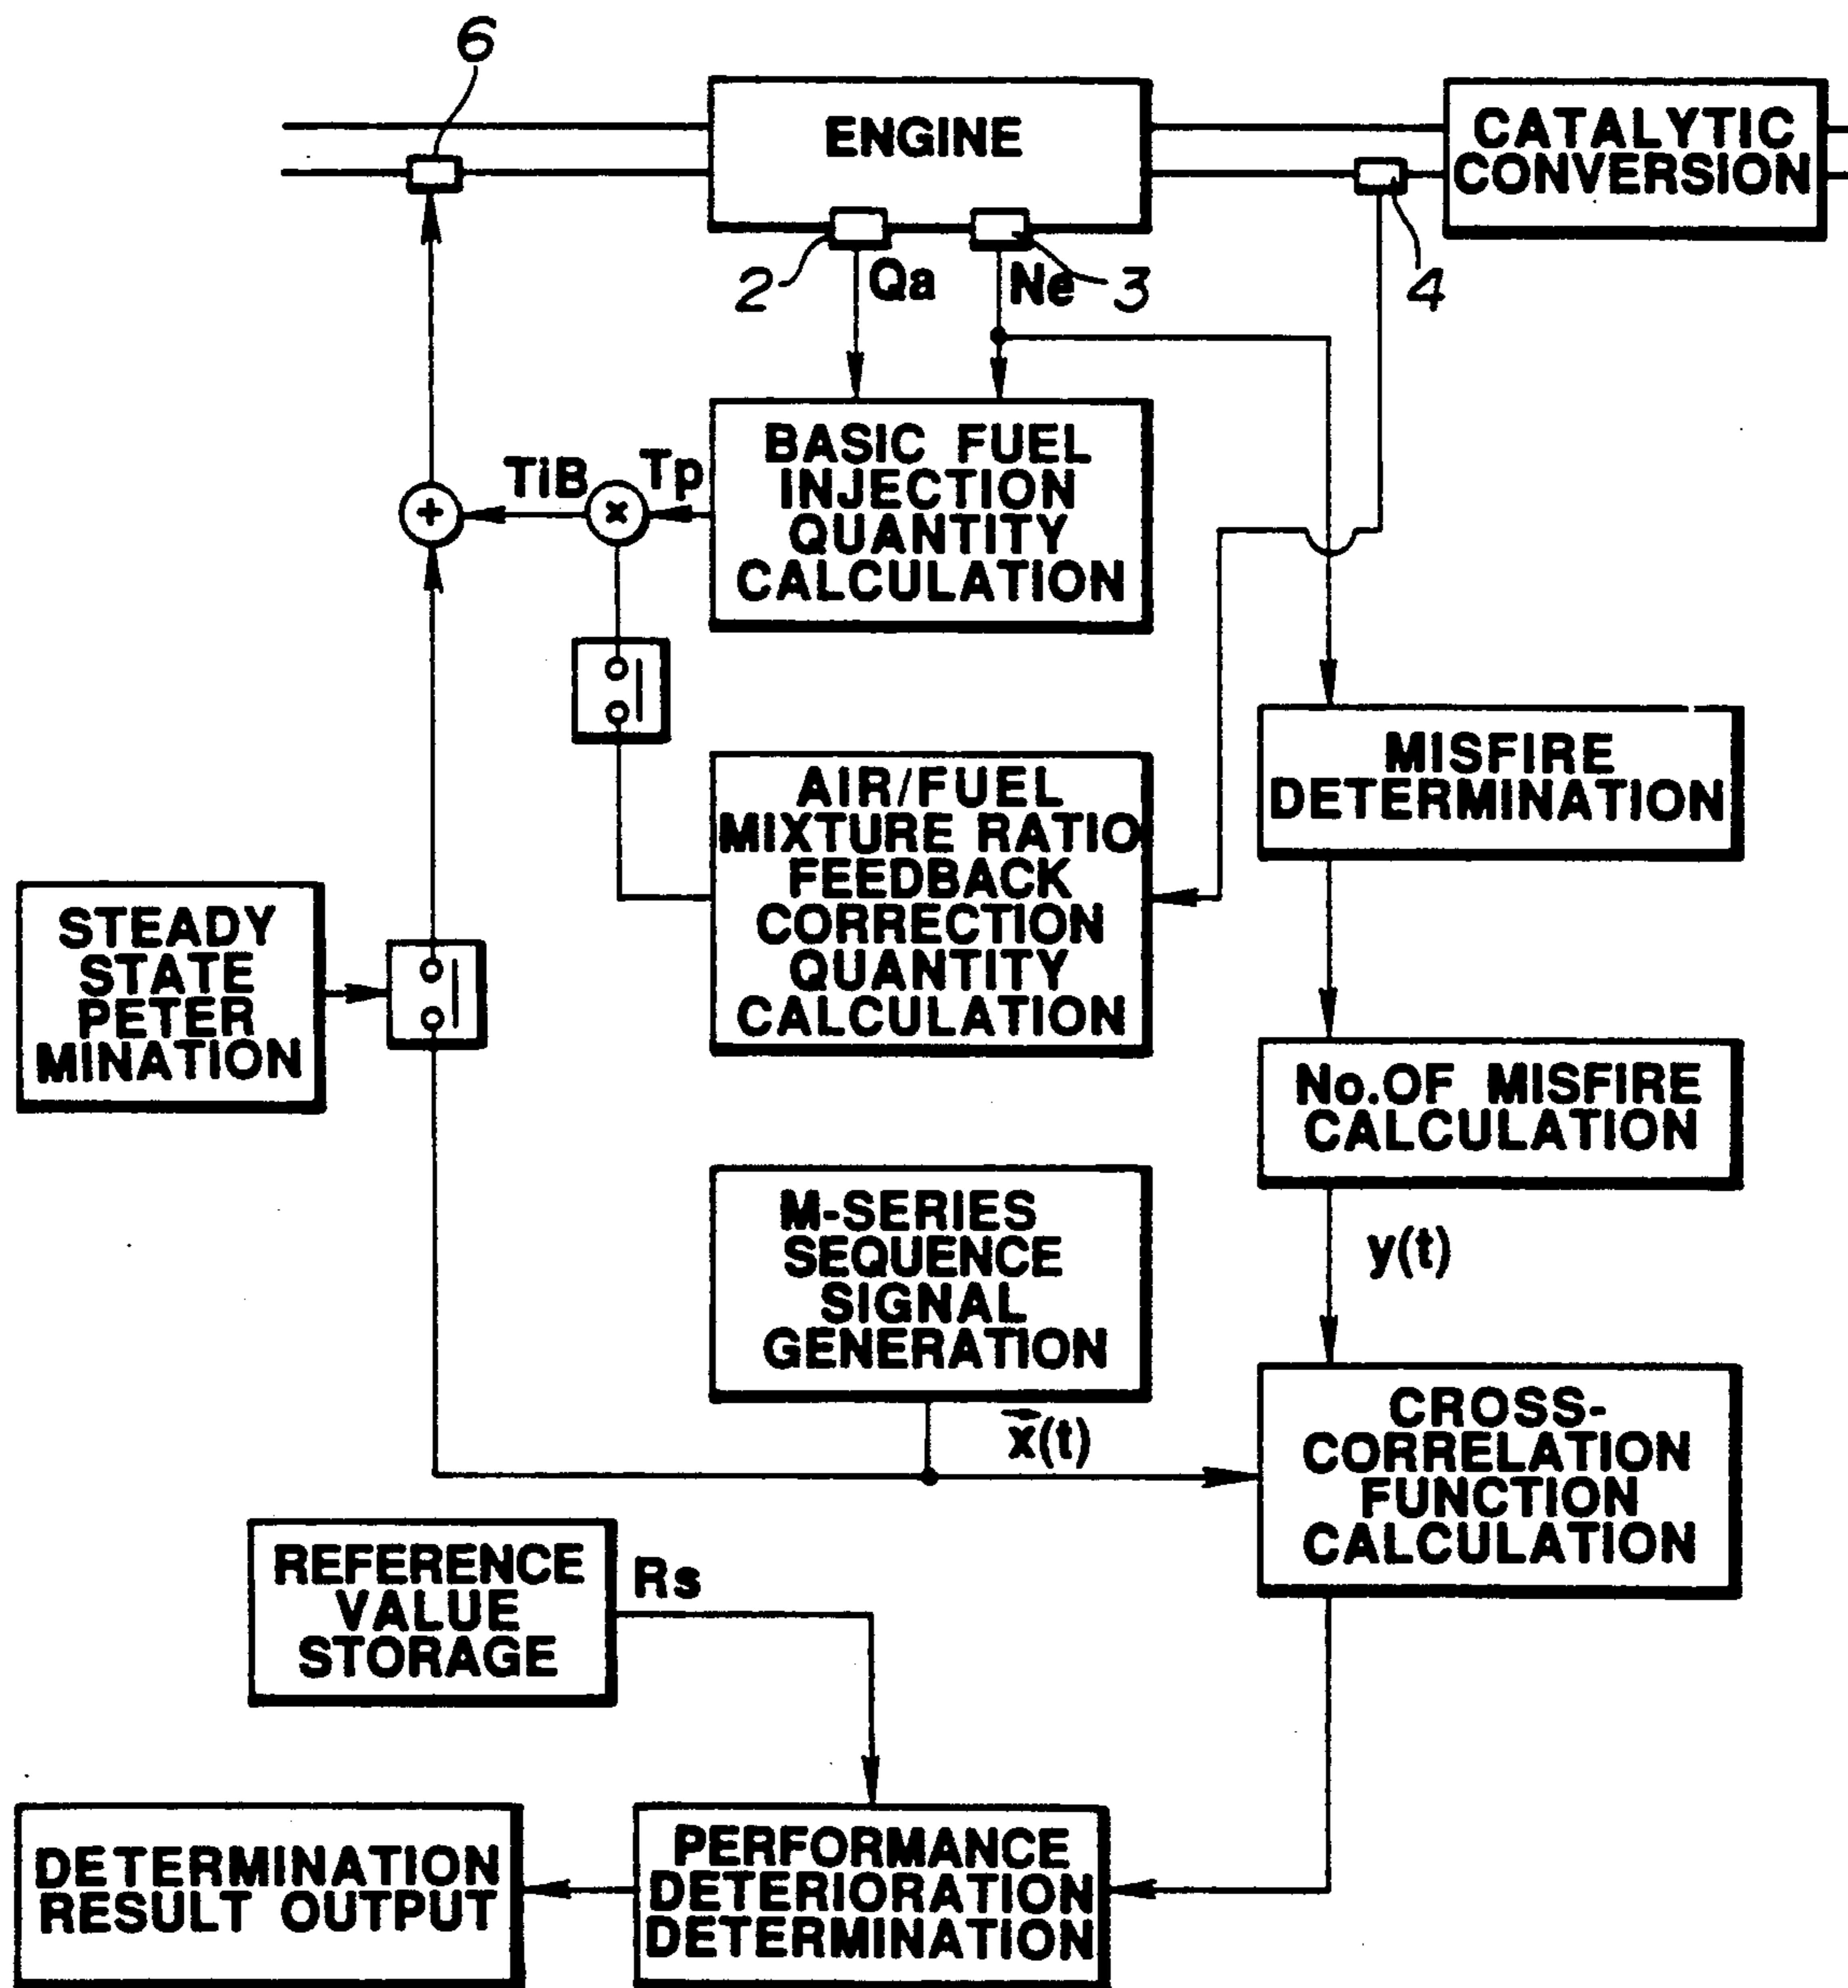 6
ENGINE
CATALYTIC
CONVERSION
2
Qa
Ne
3
4
BASIC FUEL
INJECTION
QUANTITY
CALCULATION
TiB
Tp
+
×
AIR/FUEL
MIXTURE RATIO
FEEDBACK
CORRECTION
QUANTITY
CALCULATION
MISFIRE
DETERMINATION
STEADY
STATE
PETER
MINATION
No.OF MISFIRE
CALCULATION
M-SERIES
SEQUENCE
SIGNAL
GENERATION
y(t)
x⃗(t)
CROSS-
CORRELATION
FUNCTION
CALCULATION
REFERENCE
VALUE
STORAGE
Rs
PERFORMANCE
DETERIORATION
DETERMINATION
DETERMINATION
RESULT OUTPUT